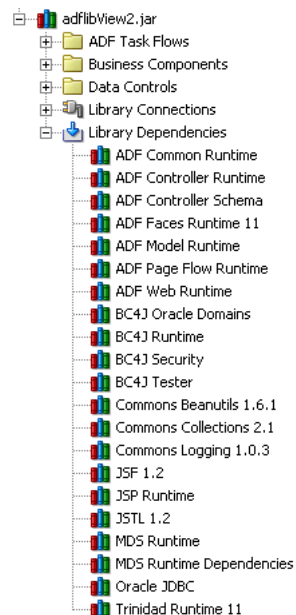 adflibView2.jar
ADF Task Flows
Business Components
Data Controls
Library Connections
Library Dependencies
ADF Common Runtime
ADF Controller Runtime
ADF Controller Schema
ADF Faces Runtime 11
ADF Model Runtime
ADF Page Flow Runtime
ADF Web Runtime
BC4J Oracle Domains
BC4J Runtime
BC4J Security
BC4J Tester
Commons Beanutils 1.6.1
Commons Collections 2.1
Commons Logging 1.0.3
JSF 1.2
JSP Runtime
JSTL 1.2
MDS Runtime
MDS Runtime Dependencies
Oracle JDBC
Trinidad Runtime 11